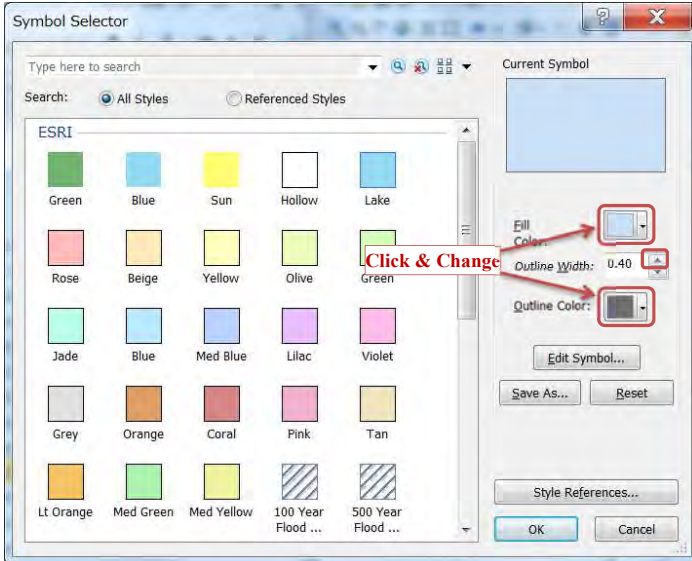 Symbol Selector
Type here to search
Search:
All Styles
Referenced Styles
ESRI
Green Blue Sun Hollow Lake
Rose Beige Yellow Olive Green
Jade Blue Med Blue Lilac Violet
Grey Orange Coral Pink Tan
Lt Orange Med Green Med Yellow 100 Year Flood ... 500 Year Flood ...
Current Symbol
Fill Color:
Click & Change
Outline Width: 0.40
Outline Color:
Edit Symbol...
Save As... Reset
Style References...
OK Cancel